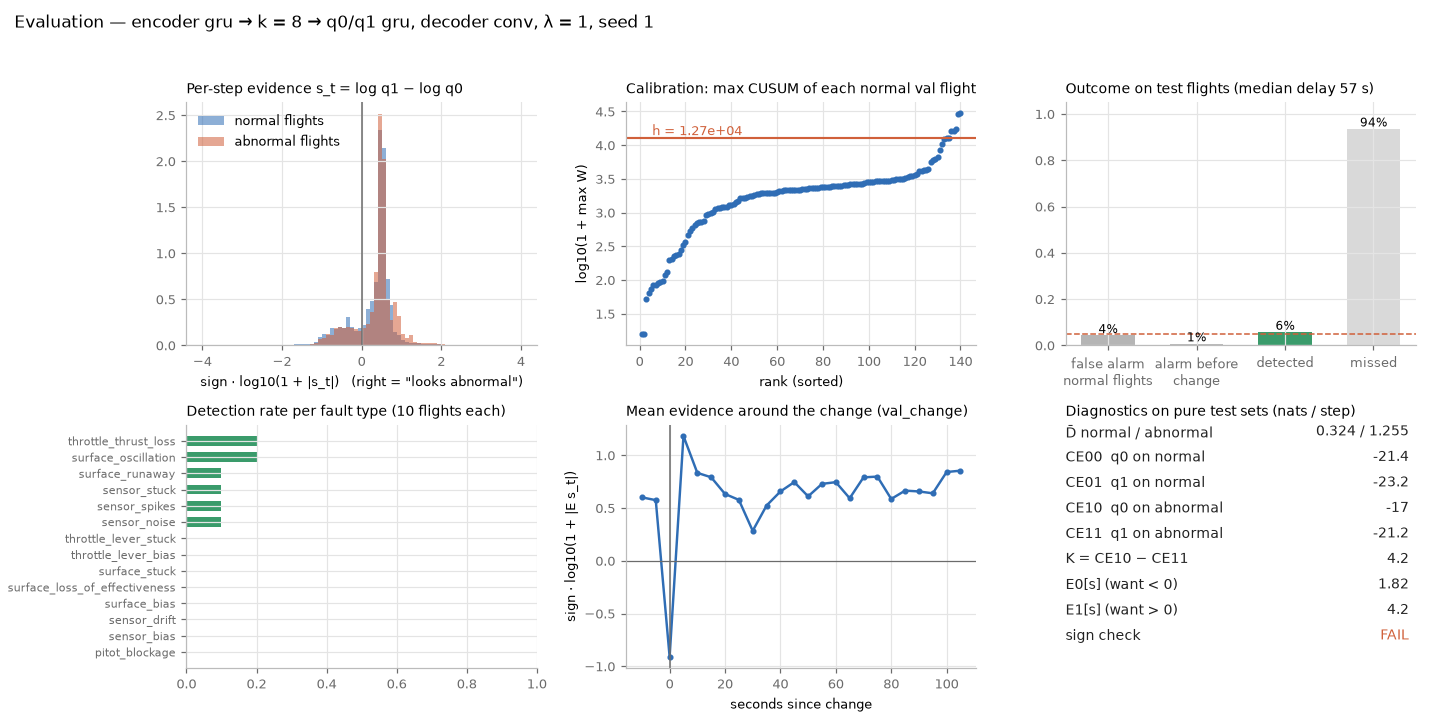 Evaluation — encoder gru → k = 8 → q0/q1 gru, decoder conv, λ = 1, seed 1
Per-step evidence s_t = log q1 − log q0
normal flights
abnormal flights
2.5
2.0
1.5
1.0
0.5
0.0
−4
−2
0
2
4
sign · log10(1 + |s_t|)   (right = "looks abnormal")
Calibration: max CUSUM of each normal val flight
h = 1.27e+04
log10(1 + max W)
4.5
4.0
3.5
3.0
2.5
2.0
1.5
0
20
40
60
80
100
120
140
rank (sorted)
Outcome on test flights (median delay 57 s)
1.0
0.8
0.6
0.4
0.2
0.0
4%
1%
6%
94%
false alarm
normal flights
alarm before
change
detected
missed
Detection rate per fault type (10 flights each)
throttle_thrust_loss
surface_oscillation
surface_runaway
sensor_stuck
sensor_spikes
sensor_noise
throttle_lever_stuck
throttle_lever_bias
surface_stuck
surface_loss_of_effectiveness
surface_bias
sensor_drift
sensor_bias
pitot_blockage
0.0
0.2
0.4
0.6
0.8
1.0
Mean evidence around the change (val_change)
sign · log10(1 + |E s_t|)
1.0
0.5
0.0
−0.5
−1.0
0
20
40
60
80
100
seconds since change
Diagnostics on pure test sets (nats / step)
D̄ normal / abnormal 0.324 / 1.255
CE00  q0 on normal -21.4
CE01  q1 on normal -23.2
CE10  q0 on abnormal -17
CE11  q1 on abnormal -21.2
K = CE10 − CE11 4.2
E0[s] (want < 0) 1.82
E1[s] (want > 0) 4.2
sign check FAIL